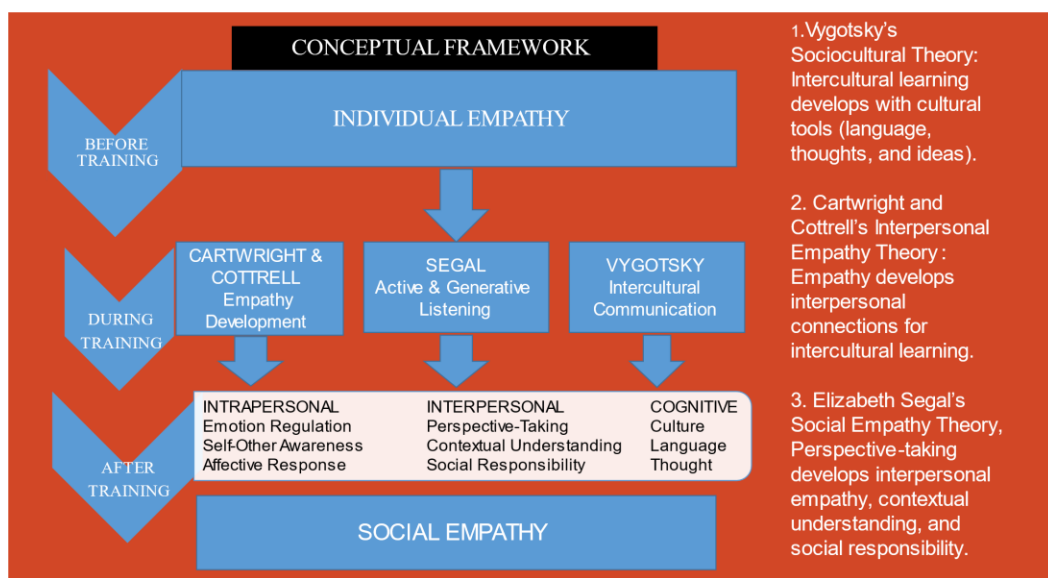 CONCEPTUAL FRAMEWORK
INDIVIDUAL EMPATHY
BEFORE
TRAINING
CARTWRIGHT &
COTTRELL
Empathy
Development
SEGAL
Active & Generative
Listening
VYGOTSKY
Intercultural
Communication
DURING
TRAINING
INTRAPERSONAL
Emotion Regulation
Self-Other Awareness
Affective Response
INTERPERSONAL
Perspective-Taking
Contextual Understanding
Social Responsibility
COGNITIVE
Culture
Language
Thought
AFTER
TRAINING
SOCIAL EMPATHY
1.Vygotsky's
Sociocultural Theory:
Intercultural learning
develops with cultural
tools (language,
thoughts, and ideas).
2. Cartwright and
Cottrell's Interpersonal
Empathy Theory :
Empathy develops
interpersonal
connections for
intercultural learning.
3. Elizabeth Segal's
Social Empathy Theory,
Perspective-taking
develops interpersonal
empathy, contextual
understanding, and
social responsibility.